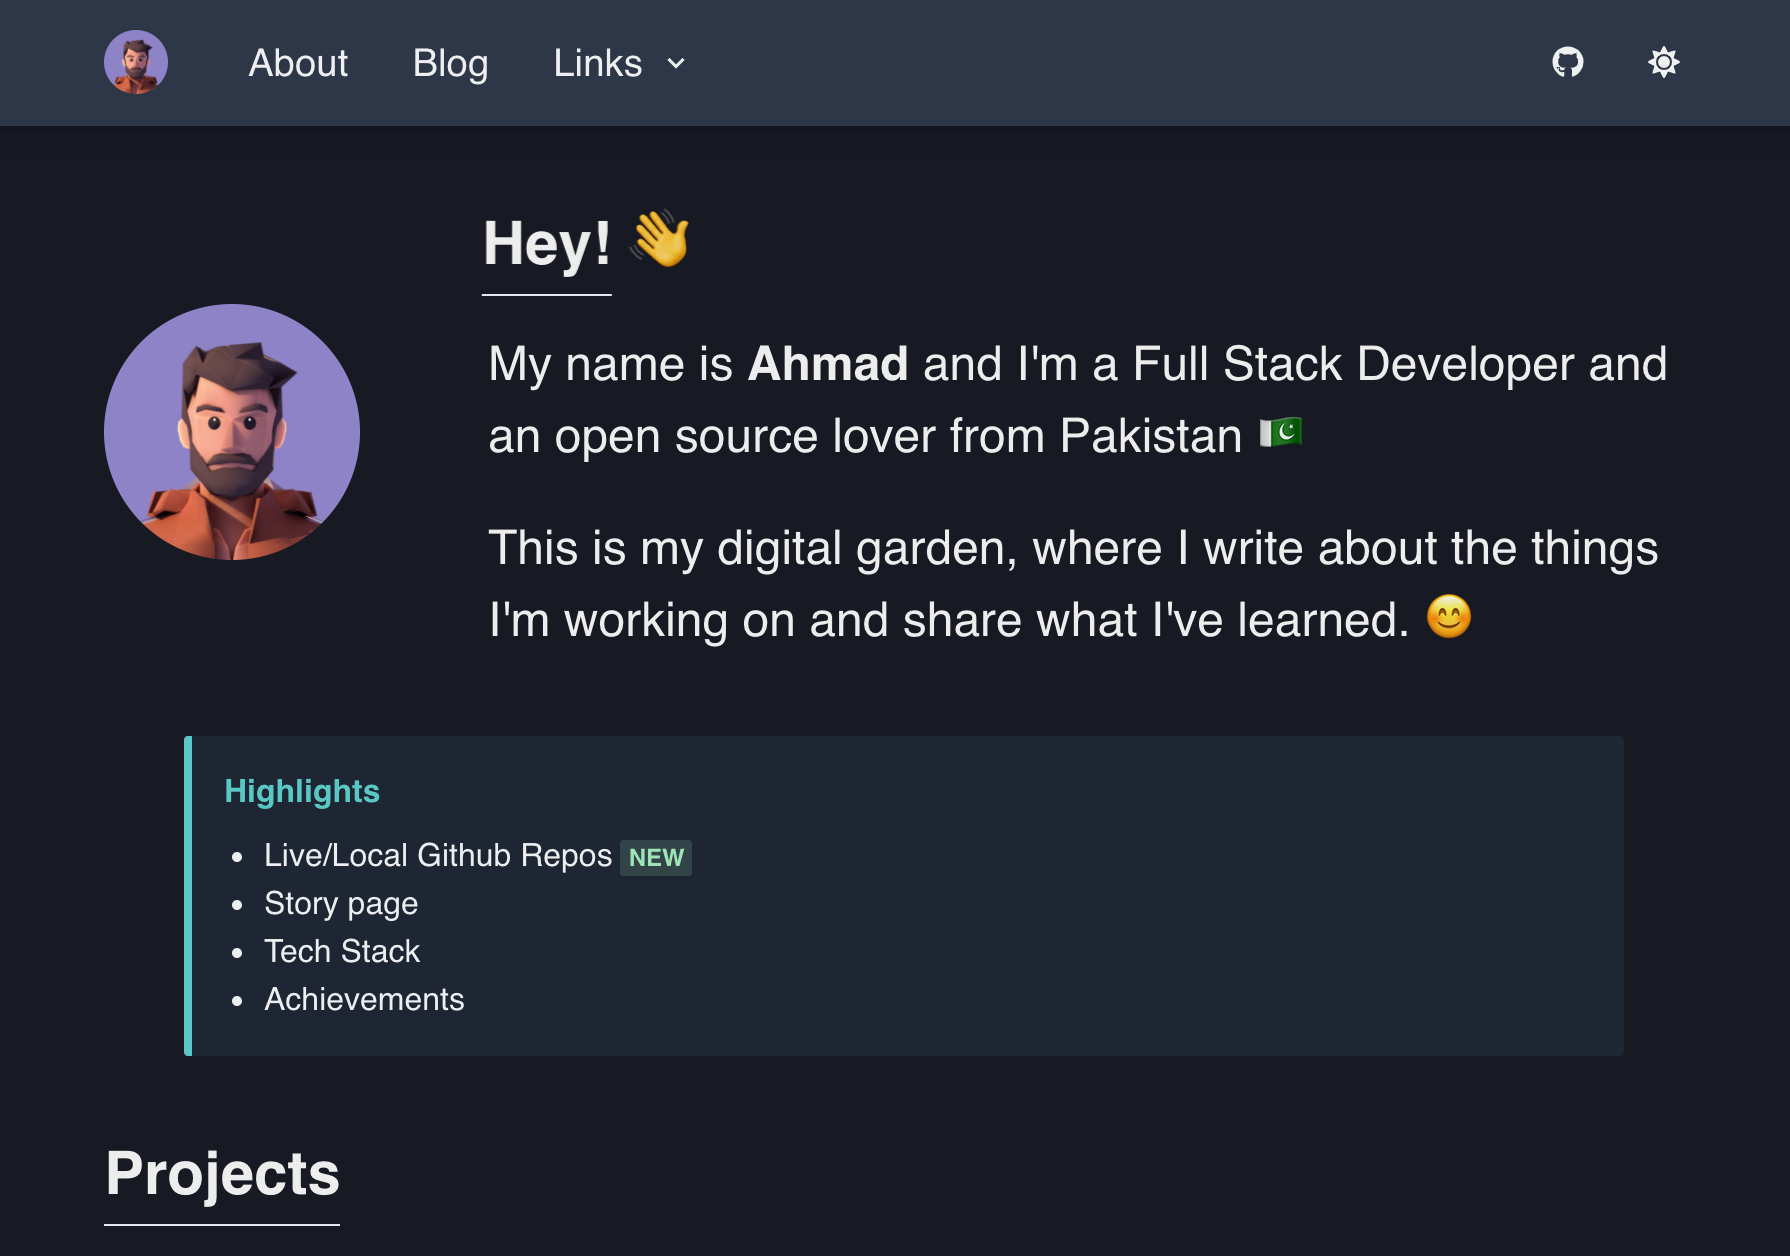 About Blog Links
Hey! 👋
My name is Ahmad and I'm a Full Stack Developer and
an open source lover from Pakistan 🇵🇰
This is my digital garden, where I write about the things
I'm working on and share what I've learned. 😊
Highlights
Live/Local Github Repos NEW
Story page
Tech Stack
Achievements
Projects